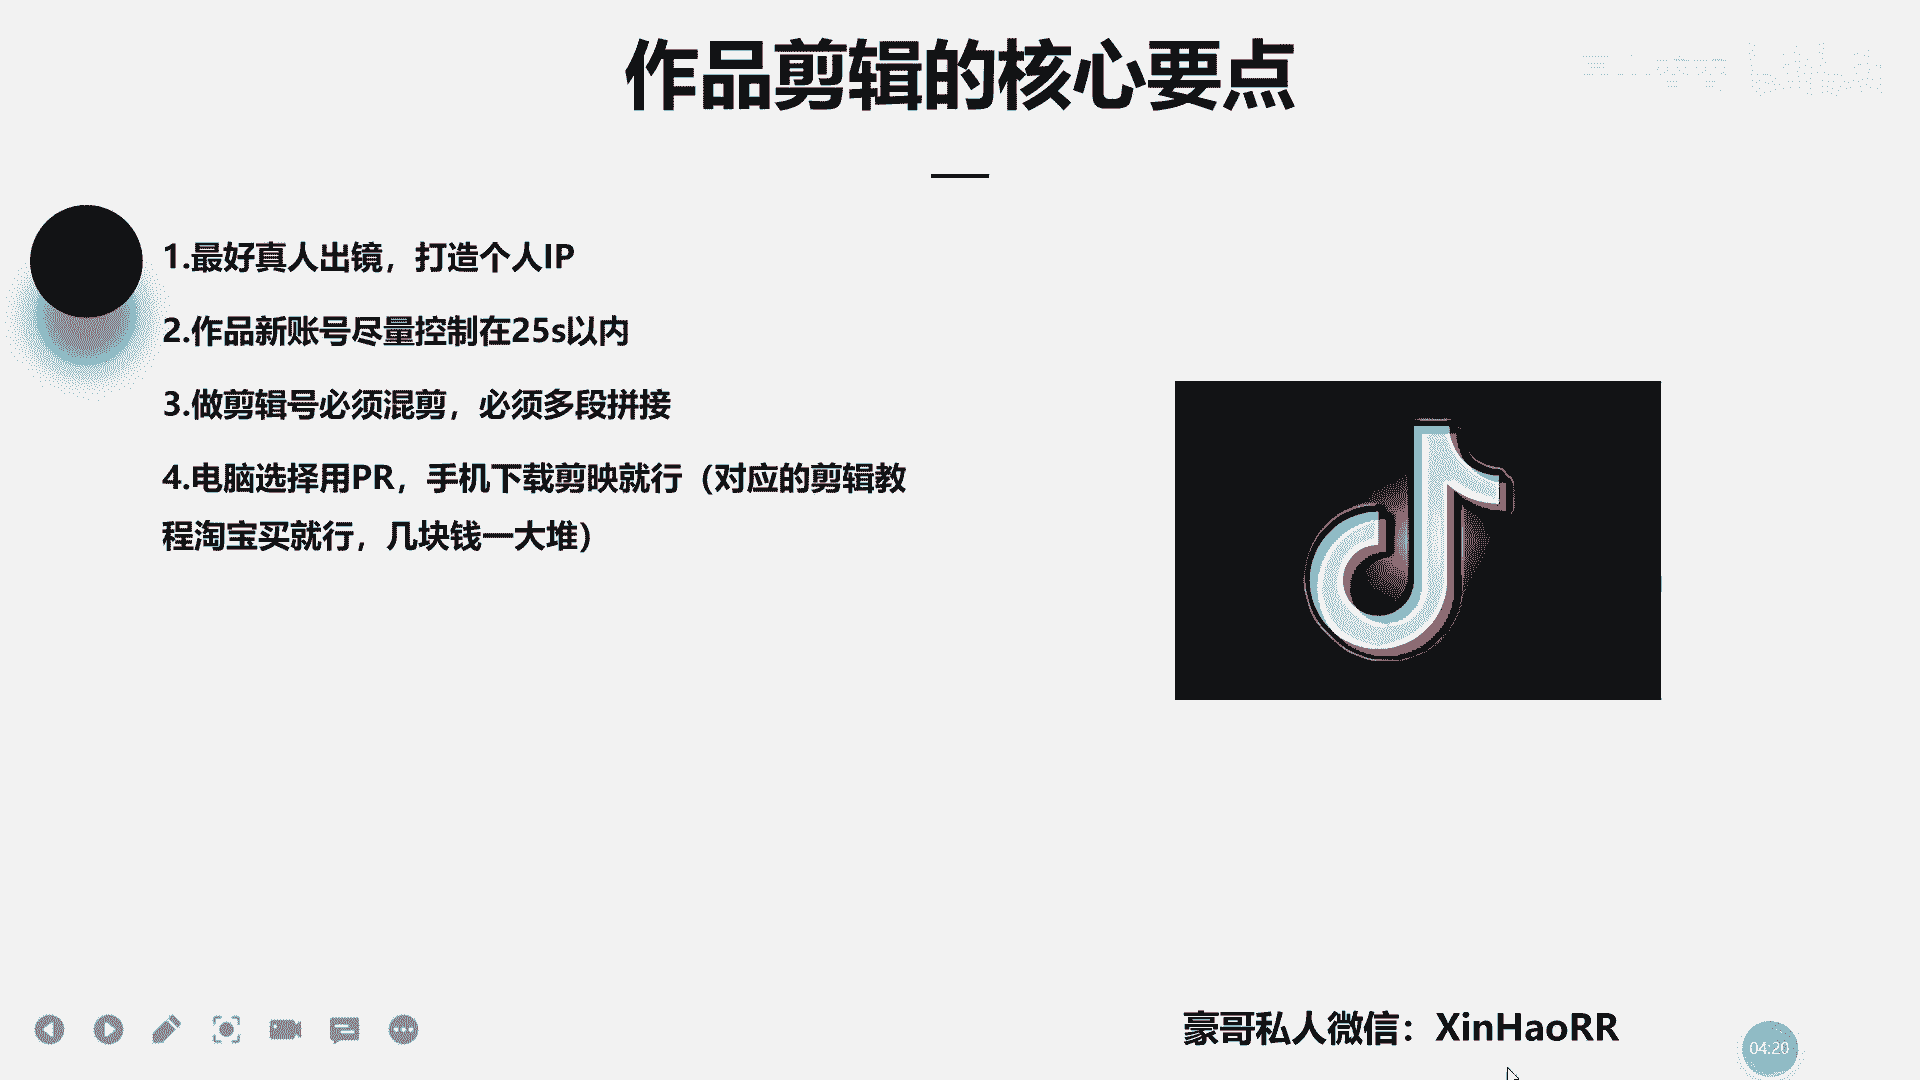 作品剪辑的核心要点
1.最好真人出镜，打造个人IP
2.作品新账号尽量控制在25s以内
3.做剪辑号必须混剪，必须多段拼接
4.电脑选择用PR，手机下载剪映就行（对应的剪辑教
程淘宝买就行，几块钱一大堆）
豪哥私人微信：XinHaoRR
04:20